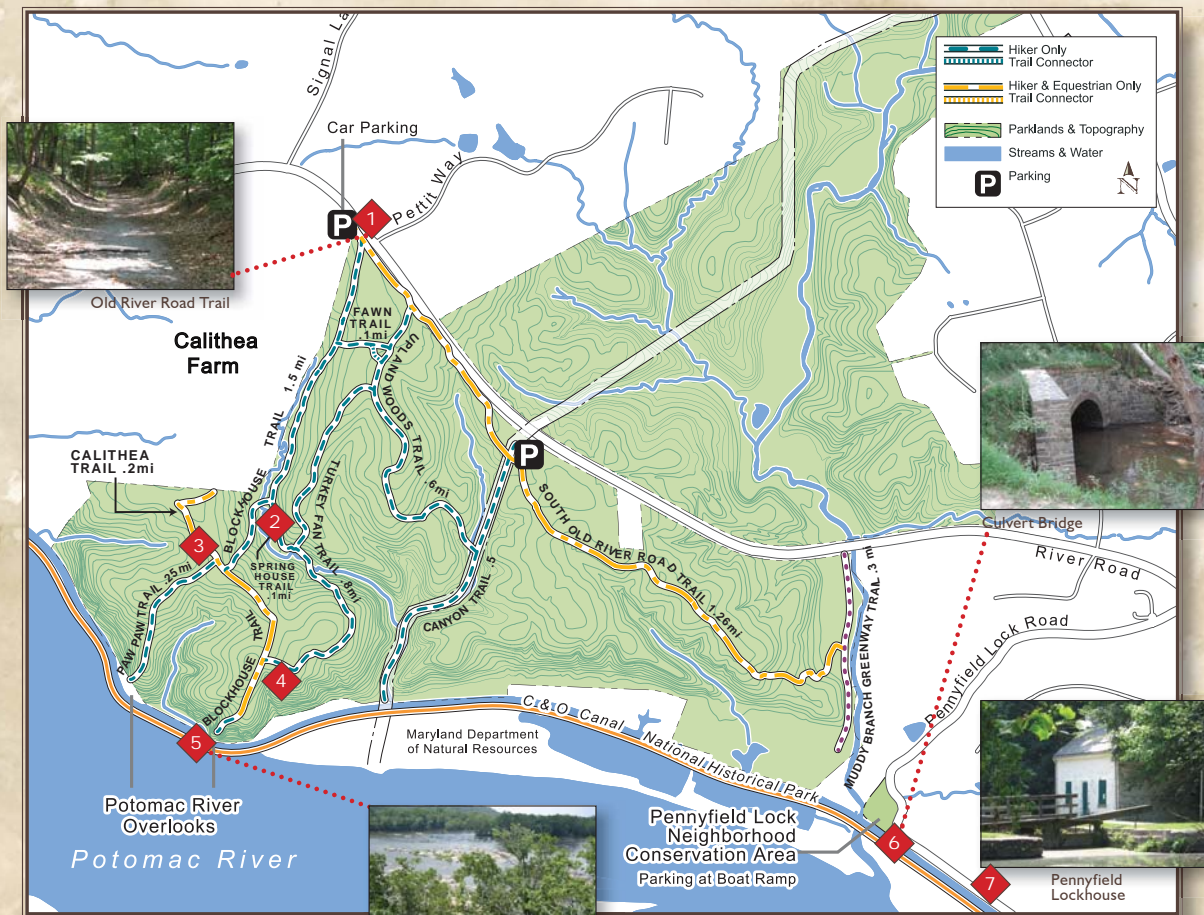 Hiker Only
Trail Connector
Hiker & Equestrian Only
Trail Connector
Parklands & Topography
Streams & Water
P
Parking
N
Car Parking
Pettit Way
P
1
Old River Road Trail
FAWN
TRAIL
.1mi
Calithea
Farm
UPLAND WOODS TRAIL .6mi
BLOCKHOUSE TRAIL 1.5 mi
CALITHEA
TRAIL .2mi
TURKEY FAN TRAIL .8mi
P
2
3
SPRING
HOUSE
TRAIL
.1mi
SOUTH OLD RIVER ROAD TRAIL 1.26mi
Culvert Bridge
River Road
PAW PAW TRAIL .25mi
CANYON TRAIL .5
MUDDY BRANCH GREENWAY TRAIL .3 mi
Pennyfield Lock Road
BLOCKHOUSE TRAIL
4
5
C & O Canal National Historical Park
Maryland Department
of Natural Resources
Potomac River
Overlooks
Potomac River
Pennyfield Lock
Neighborhood
Conservation Area
Parking at Boat Ramp
6
7
Pennyfield
Lockhouse